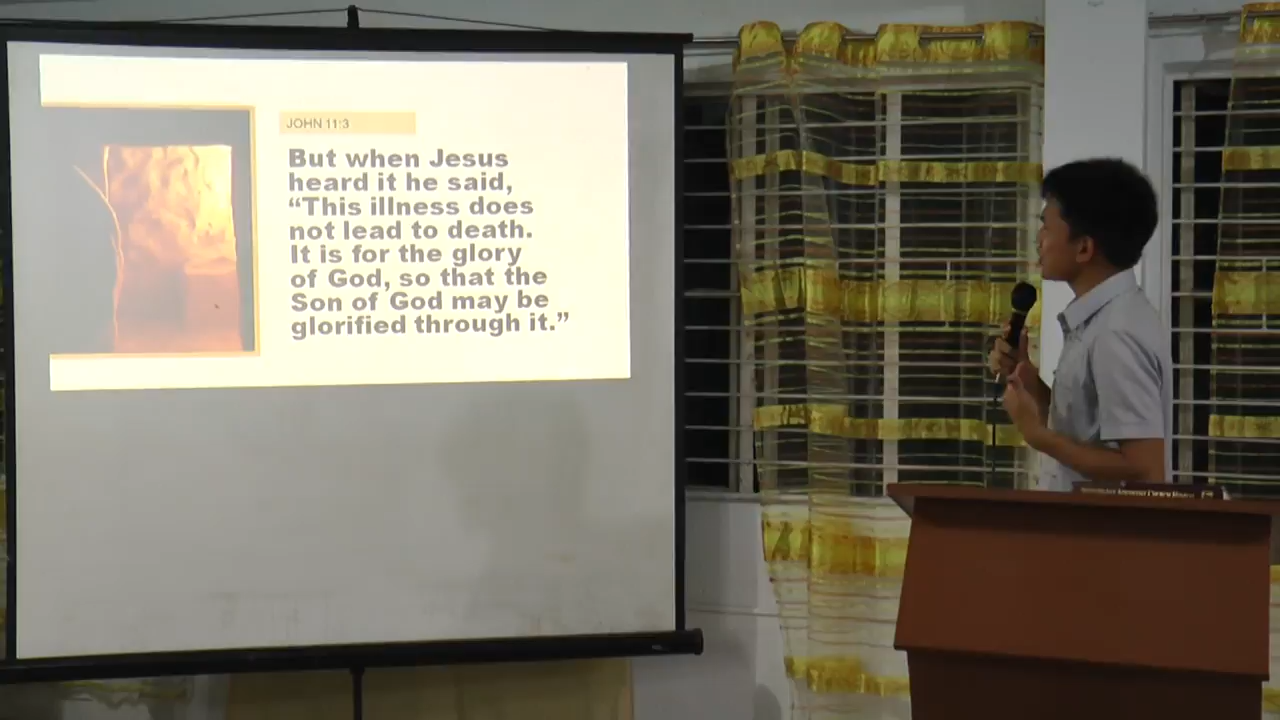 JOHN 11:3
But when Jesus
heard it he said,
“This illness does
not lead to death.
It is for the glory
of God, so that the
Son of God may be
glorified through it.”